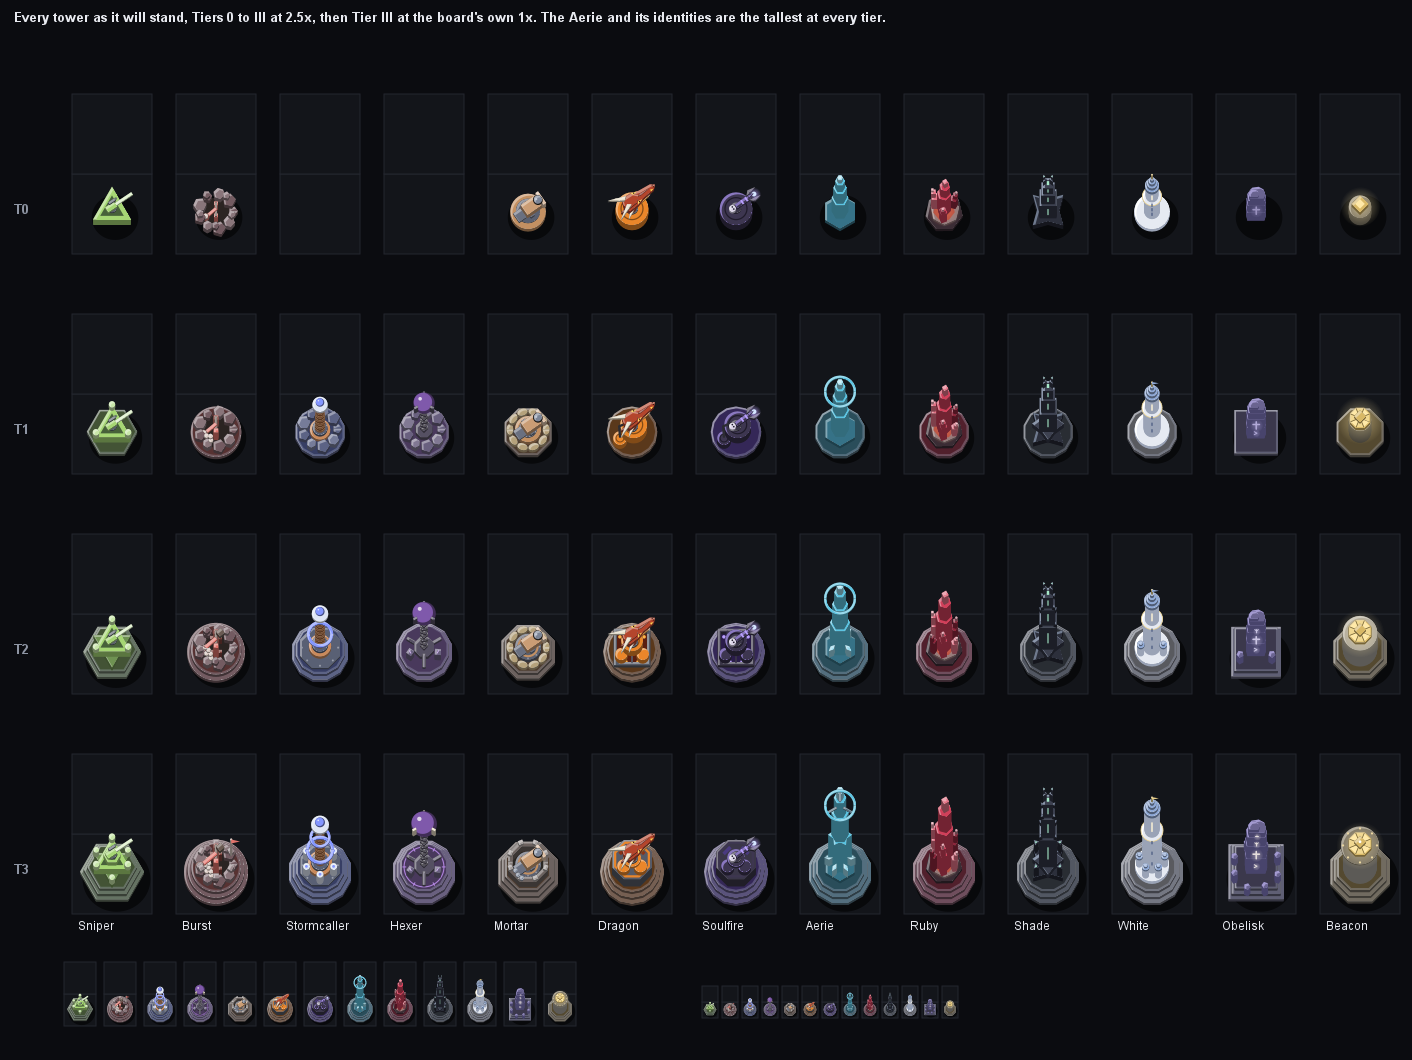 Every tower as it will stand, Tiers 0 to III at 2.5x, then Tier III at the board's own 1x. The Aerie and its identities are the tallest at every tier.
T0
T1
T2
T3
Sniper Burst Stormcaller Hexer Mortar Dragon Soulfire Aerie Ruby Shade White Obelisk Beacon